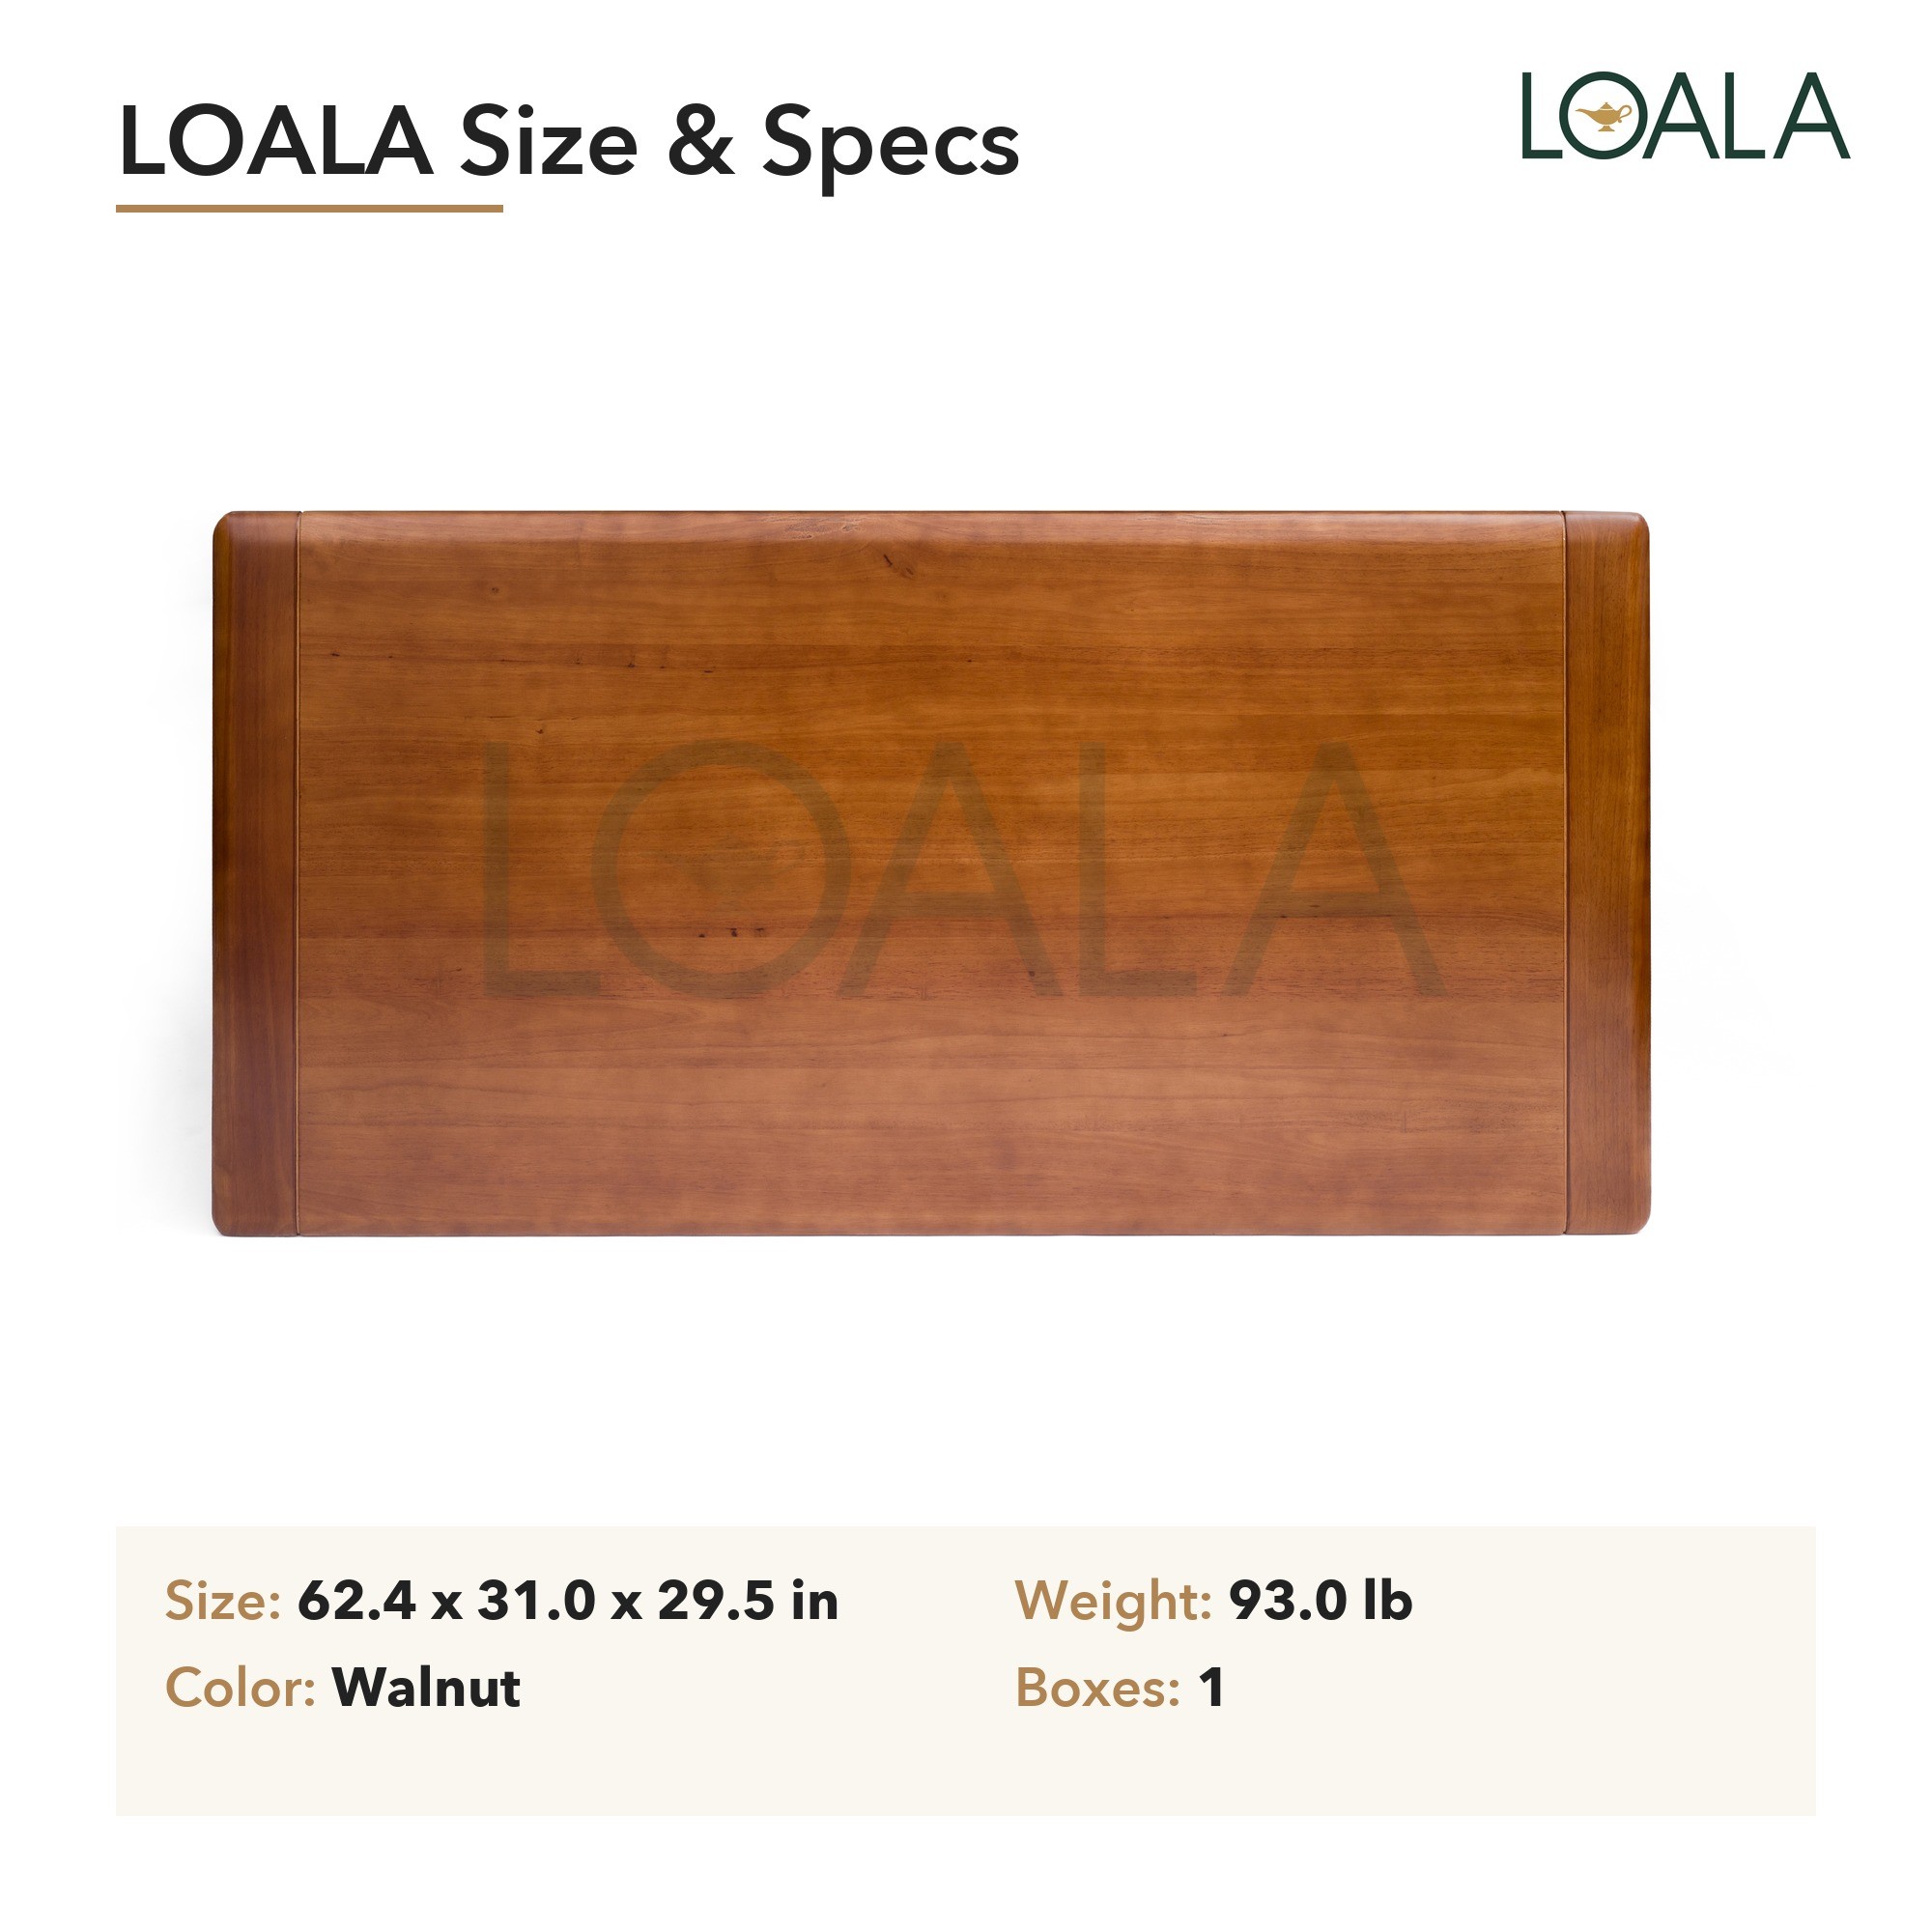 LOALA Size & Specs
LOALA
LOALA
Size: 62.4 x 31.0 x 29.5 in
Weight: 93.0 lb
Color: Walnut
Boxes: 1